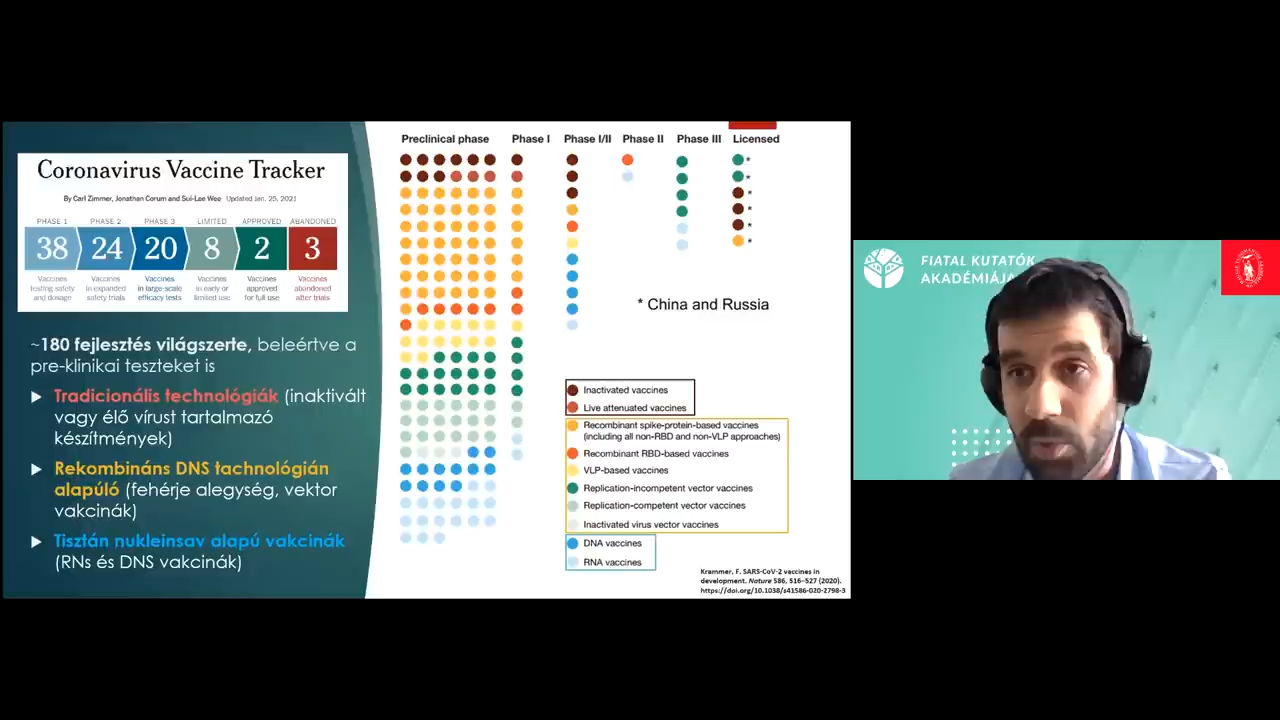 Coronavirus Vaccine Tracker
By Carl Zimmer, Jonathan Corum and Sui-Lee Wee Updated Jan. 25, 2021
PHASE 1 PHASE 2 PHASE 3 LIMITED APPROVED ABANDONED
38 24 20 8 2 3
Vaccines Vaccines Vaccines Vaccines Vaccines Vaccines
testing safety in expanded in large-scale in early or approved abandoned
and dosage safety trials efficacy tests limited use for full use after trials
~180 fejlesztés világszerte, beleértve a
pre-klinikai teszteket is
Tradicionális technológiák (inaktivált
vagy élő vírust tartalmazó
készítmények)
Rekombináns DNS tachnológián
alapúló (fehérje alegység, vektor
vakcinák)
Tisztán nukleinsav alapú vakcinák
(RNs és DNS vakcinák)
Preclinical phase Phase I Phase I/II Phase II Phase III Licensed
*
*
*
*
*
*
* China and Russia
Inactivated vaccines
Live attenuated vaccines
Recombinant spike-protein-based vaccines
(including all non-RBD and non-VLP approaches)
Recombinant RBD-based vaccines
VLP-based vaccines
Replication-incompetent vector vaccines
Replication-competent vector vaccines
Inactivated virus vector vaccines
DNA vaccines
RNA vaccines
Krammer, F. SARS-CoV-2 vaccines in
development. Nature 586, 516–527 (2020).
https://doi.org/10.1038/s41586-020-2798-3
FIATAL KUTATÓK
AKADÉMIÁJA